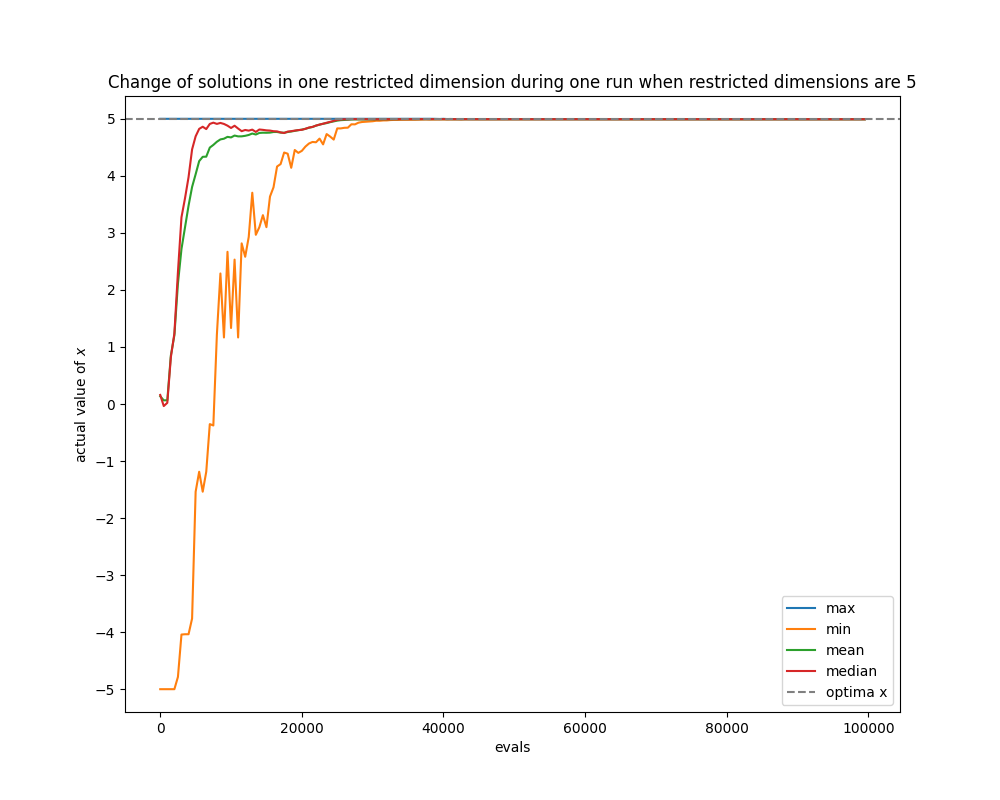 Change of solutions in one restricted dimension during one run when restricted dimensions are 5
5
4
3
2
1
0
−1
−2
−3
−4
−5
actual value of x
0 20000 40000 60000 80000 100000
evals
max
min
mean
median
optima x